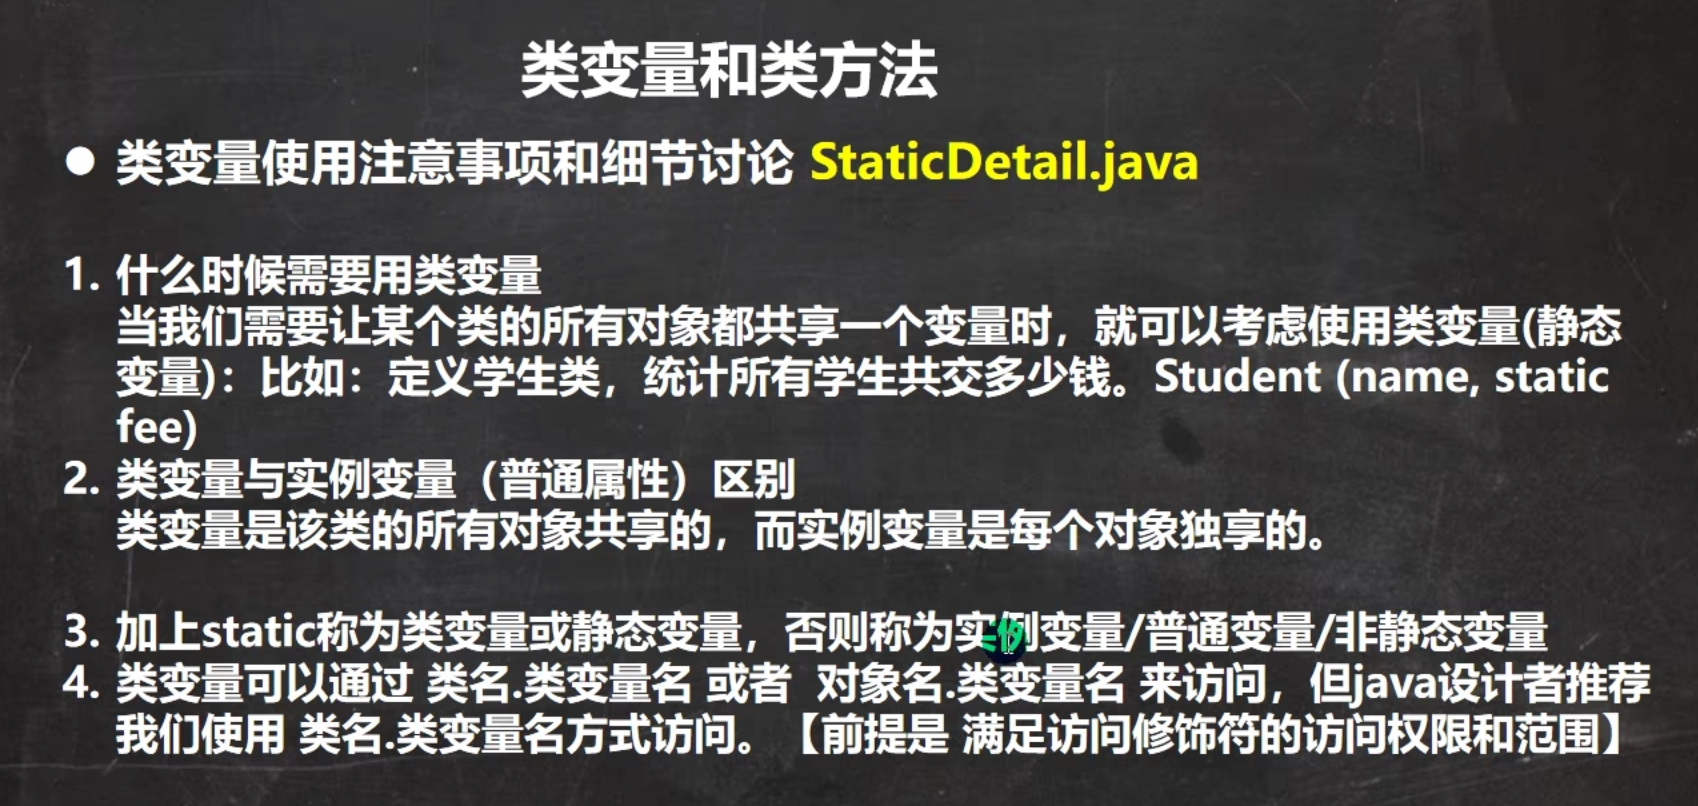 类变量和类方法
● 类变量使用注意事项和细节讨论 StaticDetail.java
1. 什么时候需要用类变量
当我们需要让某个类的所有对象都共享一个变量时，就可以考虑使用类变量(静态
变量)：比如：定义学生类，统计所有学生共交多少钱。Student (name, static
fee)
2. 类变量与实例变量（普通属性）区别
类变量是该类的所有对象共享的，而实例变量是每个对象独享的。
3. 加上static称为类变量或静态变量，否则称为实例变量/普通变量/非静态变量
4. 类变量可以通过 类名.类变量名 或者 对象名.类变量名 来访问，但java设计者推荐
我们使用 类名.类变量名方式访问。【前提是 满足访问修饰符的访问权限和范围】